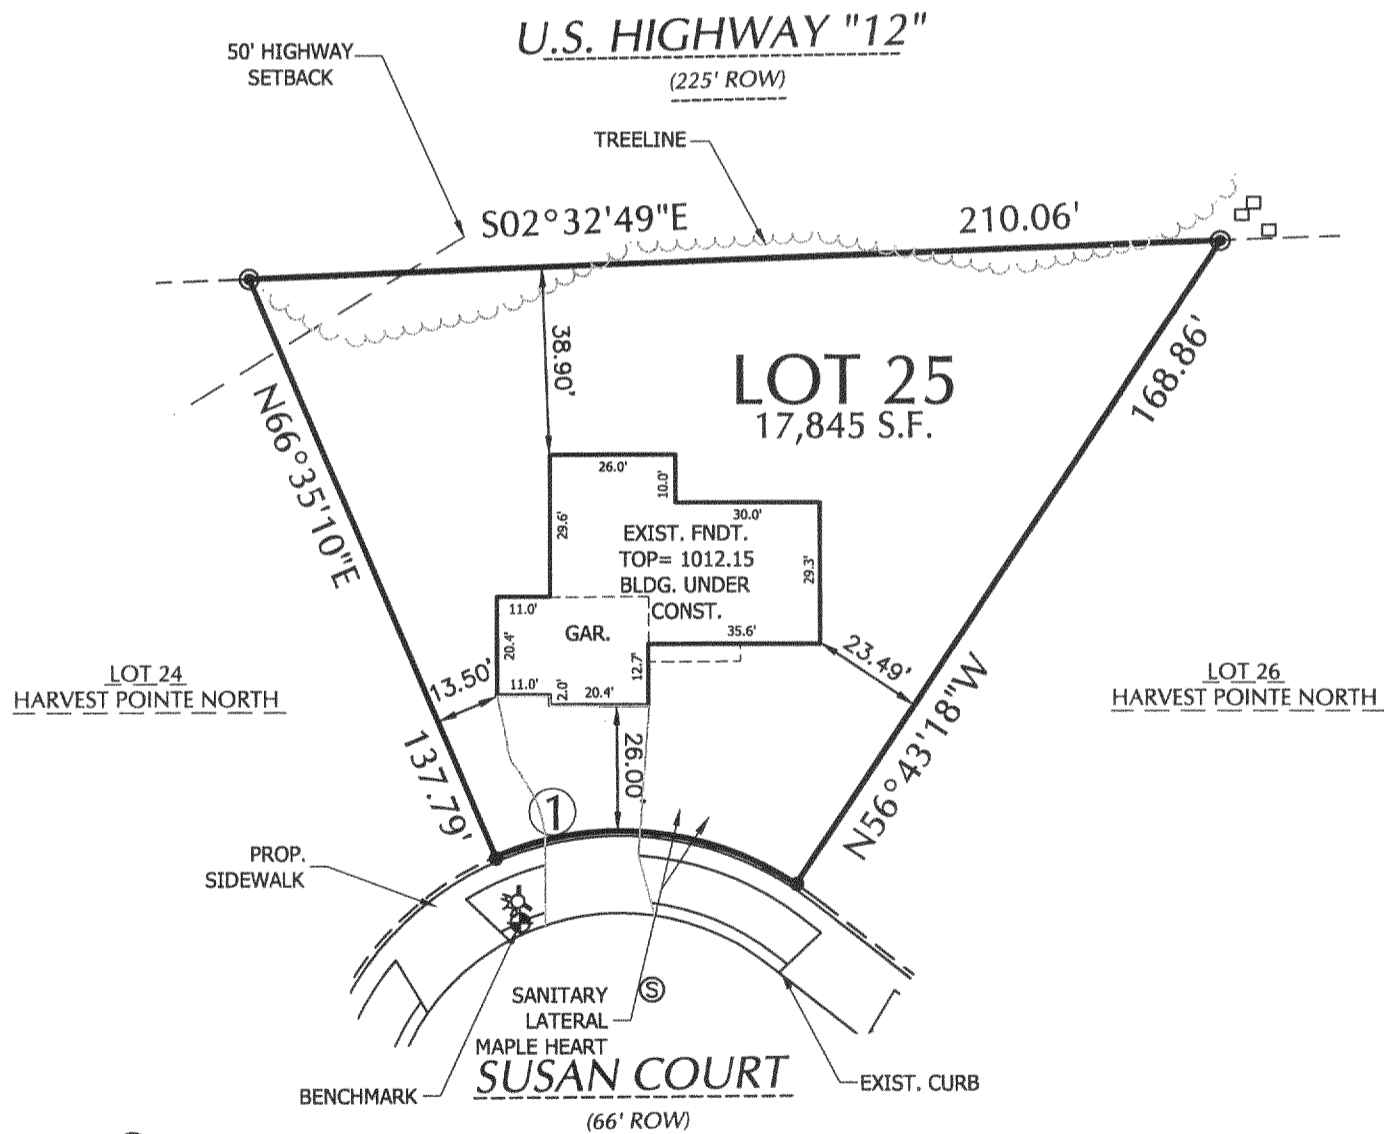 U.S. HIGHWAY "12"
(225' ROW)
50' HIGHWAY
SETBACK
TREELINE
S02°32'49"E
210.06'
38.90'
LOT 25
17,845 S.F.
168.86'
N66°35'10"E
26.0'
10.0'
30.0'
29.6'
EXIST. FNDT.
TOP= 1012.15
BLDG. UNDER
CONST.
29.3'
11.0'
GAR.
35.6'
20.4'
12.7'
11.0'
2.0'
20.4'
13.50'
23.49'
LOT 24
HARVEST POINTE NORTH
LOT 26
HARVEST POINTE NORTH
N56°43'18"W
137.79'
26.00'
1
PROP.
SIDEWALK
S
SANITARY
LATERAL
MAPLE HEART
SUSAN COURT
(66' ROW)
BENCHMARK
EXIST. CURB